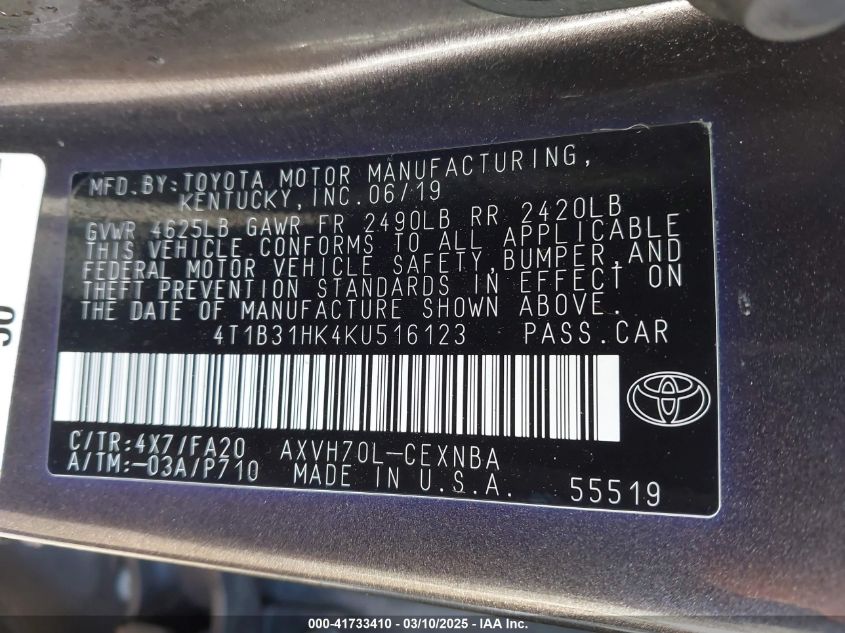 MFD. BY: TOYOTA MOTOR MANUFACTURING,
KENTUCKY, INC. 06/19
GVWR 4625LB GAWR FR 2490LB RR 2420LB
THIS VEHICLE CONFORMS TO ALL APPLICABLE
FEDERAL MOTOR VEHICLE SAFETY, BUMPER, AND
THEFT PREVENTION STANDARDS IN EFFECT ON
THE DATE OF MANUFACTURE SHOWN ABOVE.
4T1B31HK4KU516123 PASS. CAR
C/TR: 4X7/FA20 AXVH70L-CEXNBA
A/TM: -03A/P710 MADE IN U.S.A. 55519
000-41733410 — 03/10/2025 — IAA Inc.